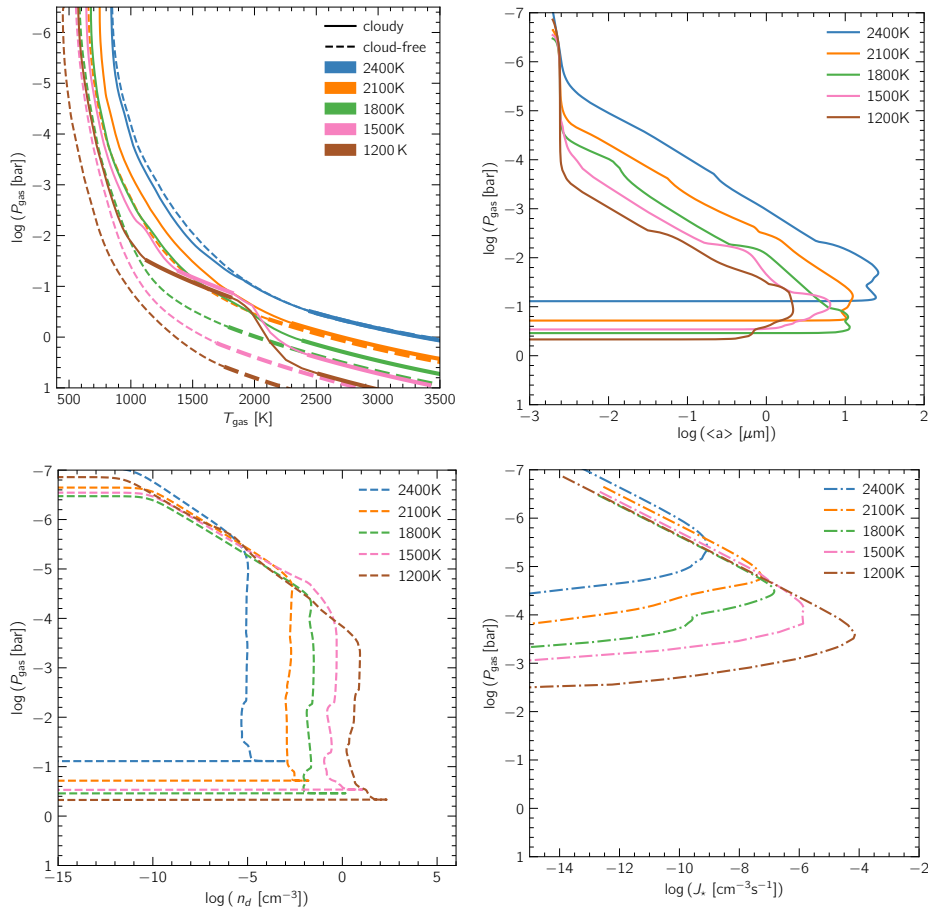 cloudy
cloud-free
2400K
2100K
1800K
1500K
1200 K
−6
−5
−4
−3
−2
−1
0
1
log (P_gas [bar])
500 1000 1500 2000 2500 3000 3500
T_gas [K]
2400K
2100K
1800K
1500K
1200K
−7
−6
−5
−4
−3
−2
−1
0
1
log (P_gas [bar])
−3 −2 −1 0 1 2
log (<a> [μm])
2400K
2100K
1800K
1500K
1200K
−7
−6
−5
−4
−3
−2
−1
0
1
log (P_gas [bar])
−15 −10 −5 0 5
log ( n_d [cm⁻³])
2400K
2100K
1800K
1500K
1200K
−7
−6
−5
−4
−3
−2
−1
0
1
log (P_gas [bar])
−14 −12 −10 −8 −6 −4 −2
log ( J⋆ [cm⁻³s⁻¹])